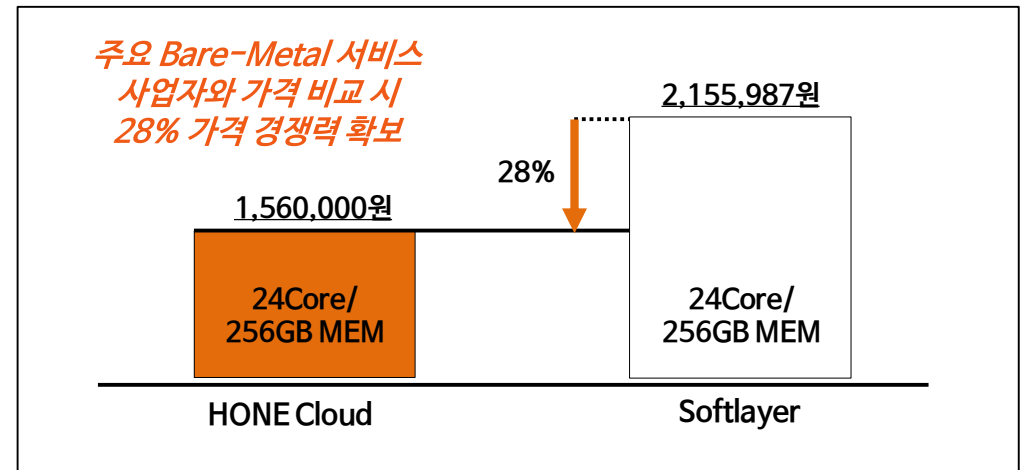 주요 Bare-Metal 서비스
사업자와 가격 비교 시
28% 가격 경쟁력 확보
2,155,987원
28%
1,560,000원
24Core/
256GB MEM
24Core/
256GB MEM
HONE Cloud
Softlayer